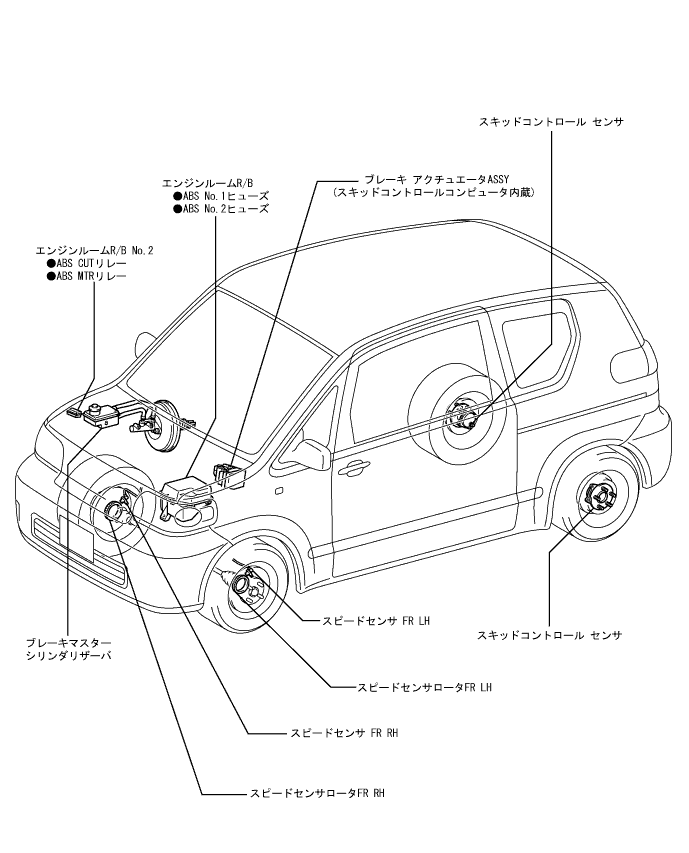 スキッドコントロール センサ
ブレーキ アクチュエータASSY
(スキッドコントロールコンピュータ内蔵)
エンジンルームR/B
●ABS No.1ヒューズ
●ABS No.2ヒューズ
エンジンルームR/B No.2
●ABS CUTリレー
●ABS MTRリレー
スピードセンサ FR LH
スキッドコントロール センサ
ブレーキマスター
シリンダリザーバ
スピードセンサロータFR LH
スピードセンサ FR RH
スピードセンサロータFR RH